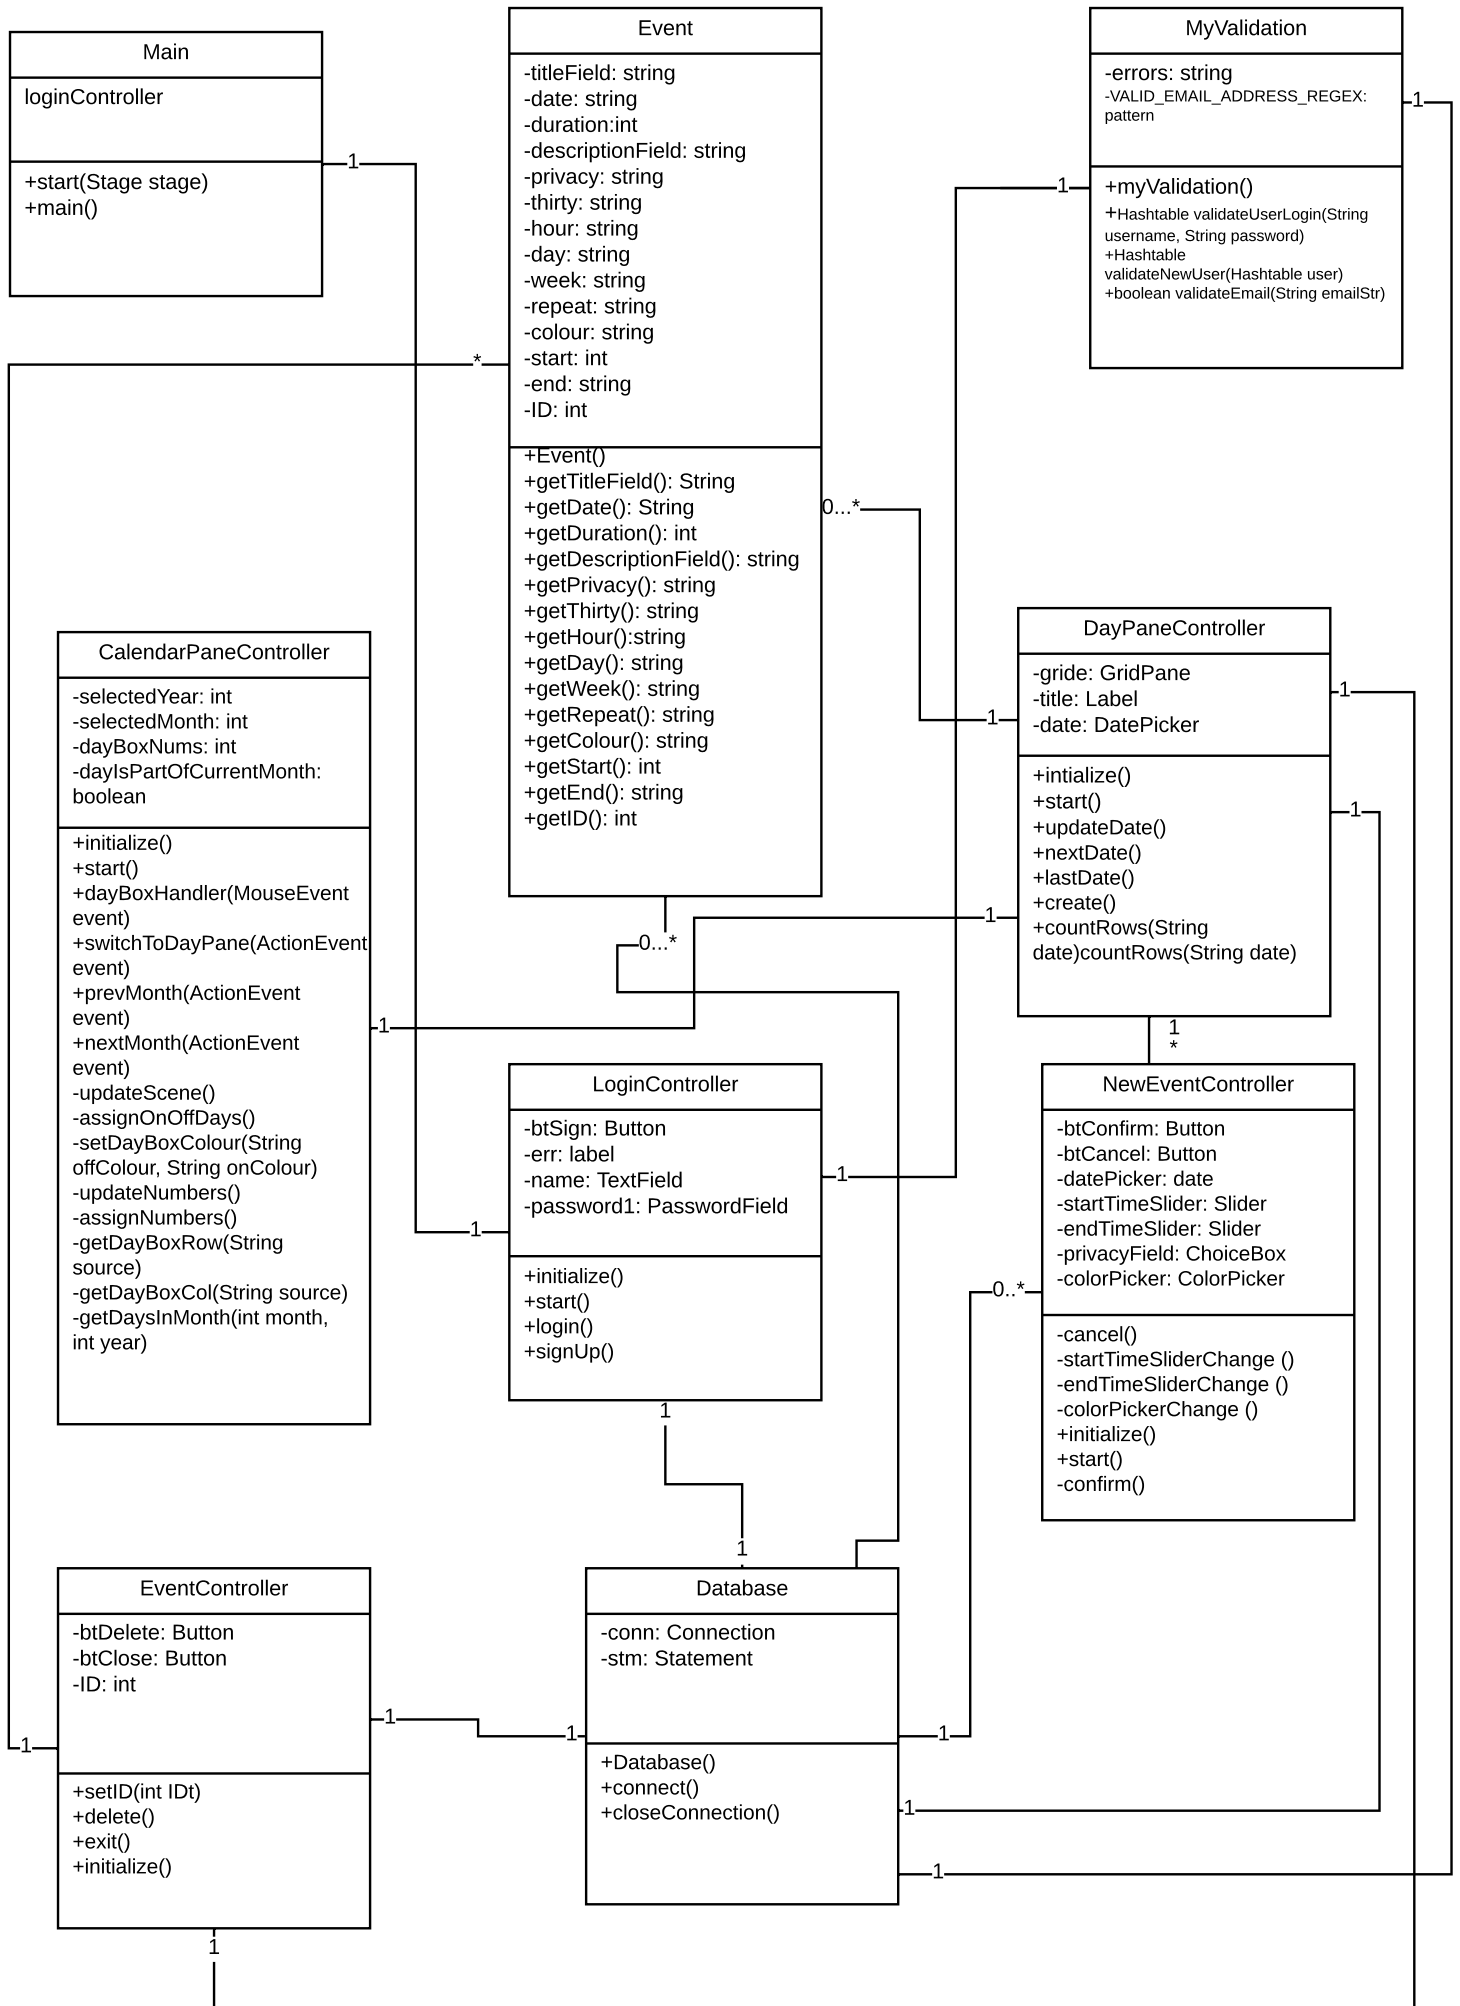 Main
loginController
+start(Stage stage)
+main()
1
Event
-titleField: string
-date: string
-duration:int
-descriptionField: string
-privacy: string
-thirty: string
-hour: string
-day: string
-week: string
-repeat: string
-colour: string
-start: int
-end: string
-ID: int
+Event()
+getTitleField(): String
+getDate(): String
+getDuration(): int
+getDescriptionField(): string
+getPrivacy(): string
+getThirty(): string
+getHour():string
+getDay(): string
+getWeek(): string
+getRepeat(): string
+getColour(): string
+getStart(): int
+getEnd(): string
+getID(): int
*
0...*
0...*
MyValidation
-errors: string
-VALID_EMAIL_ADDRESS_REGEX:
pattern
+myValidation()
+Hashtable validateUserLogin(String
username, String password)
+Hashtable
validateNewUser(Hashtable user)
+boolean validateEmail(String emailStr)
1
1
CalendarPaneController
-selectedYear: int
-selectedMonth: int
-dayBoxNums: int
-dayIsPartOfCurrentMonth:
boolean
+initialize()
+start()
+dayBoxHandler(MouseEvent
event)
+switchToDayPane(ActionEvent
event)
+prevMonth(ActionEvent
event)
+nextMonth(ActionEvent
event)
-updateScene()
-assignOnOffDays()
-setDayBoxColour(String
offColour, String onColour)
-updateNumbers()
-assignNumbers()
-getDayBoxRow(String
source)
-getDayBoxCol(String source)
-getDaysInMonth(int month,
int year)
1
DayPaneController
-gride: GridPane
-title: Label
-date: DatePicker
+intialize()
+start()
+updateDate()
+nextDate()
+lastDate()
+create()
+countRows(String
date)countRows(String date)
1
1
1
1
1
*
LoginController
-btSign: Button
-err: label
-name: TextField
-password1: PasswordField
+initialize()
+start()
+login()
+signUp()
1
1
1
NewEventController
-btConfirm: Button
-btCancel: Button
-datePicker: date
-startTimeSlider: Slider
-endTimeSlider: Slider
-privacyField: ChoiceBox
-colorPicker: ColorPicker
-cancel()
-startTimeSliderChange ()
-endTimeSliderChange ()
-colorPickerChange ()
+initialize()
+start()
-confirm()
0..*
EventController
-btDelete: Button
-btClose: Button
-ID: int
+setID(int IDt)
+delete()
+exit()
+initialize()
1
1
1
Database
-conn: Connection
-stm: Statement
+Database()
+connect()
+closeConnection()
1
1
1
1
1